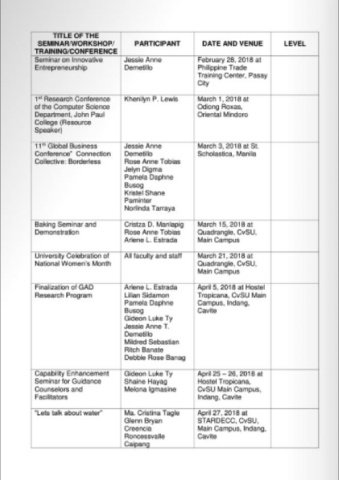 TITLE OF THE
SEMINAR/WORKSHOP/
TRAINING/CONFERENCE
PARTICIPANT
DATE AND VENUE
LEVEL
Seminar on Innovative
Entrepreneurship
Jessie Anne
Demetillo
February 28, 2018 at
Philippine Trade
Training Center, Pasay
City
1st Research Conference
of the Computer Science
Department, John Paul
College (Resource
Speaker)
Khenilyn P. Lewis
March 1, 2018 at
Odiong Roxas,
Oriental Mindoro
11th Global Business
Conference" Connection
Collective: Borderless
Jessie Anne
Demetillo
Rose Anne Tobias
Jelyn Digma
Pamela Daphne
Busog
Kristel Shane
Paminter
Norlinda Tarraya
March 3, 2018 at St.
Scholastica, Manila
Baking Seminar and
Demonstration
Cristza D. Manlapig
Rose Anne Tobias
Arlene L. Estrada
March 15, 2018 at
Quadrangle, CvSU,
Main Campus
University Celebration of
National Women's Month
All faculty and staff
March 21, 2018 at
Quadrangle, CvSU,
Main Campus
Finalization of GAD
Research Program
Arlene L. Estrada
Lilian Sidamon
Pamela Daphne
Busog
Gideon Luke Ty
Jessie Anne T.
Demetillo
Mildred Sebastian
Ritch Banate
Debbie Rose Banag
April 5, 2018 at Hostel
Tropicana, CvSU Main
Campus, Indang,
Cavite
Capability Enhancement
Seminar for Guidance
Counselors and
Facilitators
Gideon Luke Ty
Shaine Hayag
Melona Igmasine
April 25 – 26, 2018 at
Hostel Tropicana,
CvSU Main Campus,
Indang, Cavite
"Lets talk about water"
Ma. Cristina Tagle
Glenn Bryan
Creencia
Roncessvalle
Caipang
April 27, 2018 at
STARDECC, CvSU,
Main Campus, Indang,
Cavite